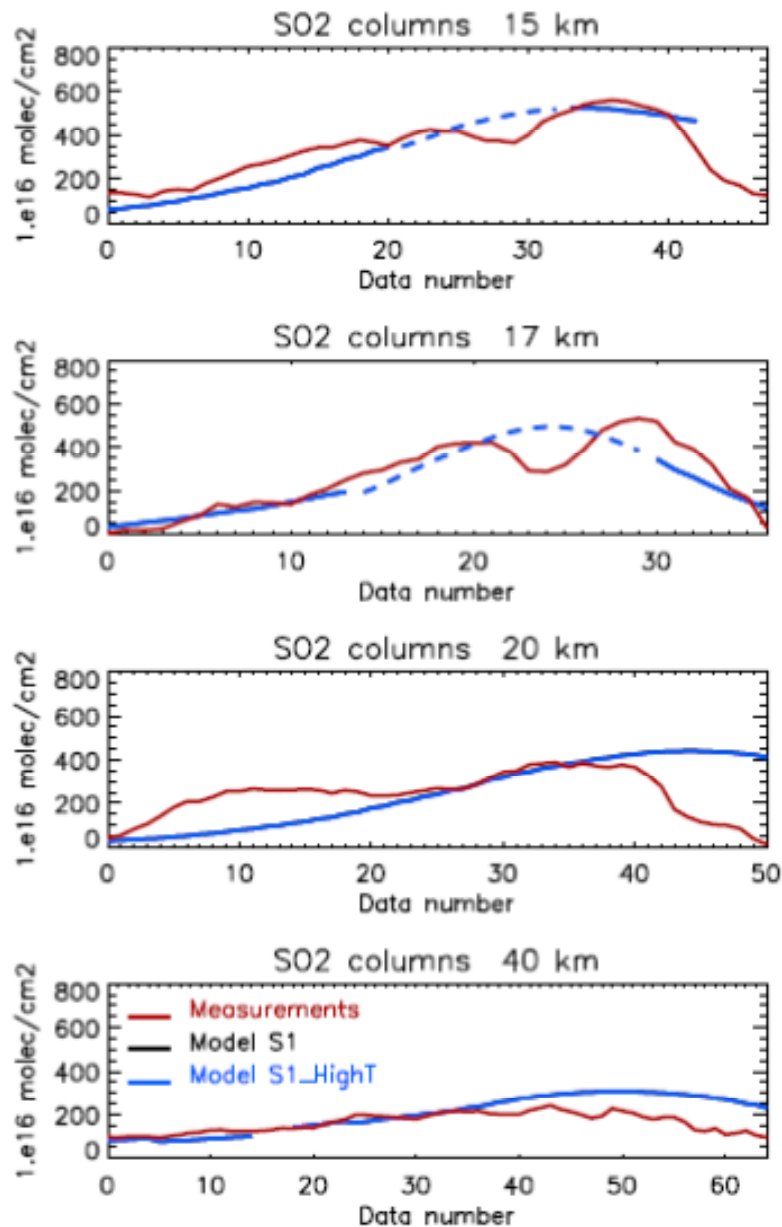 SO2 columns 15 km
1.e16 molec/cm2
800
600
400
200
0
0 10 20 30 40
Data number
SO2 columns 17 km
1.e16 molec/cm2
800
600
400
200
0
0 10 20 30
Data number
SO2 columns 20 km
1.e16 molec/cm2
800
600
400
200
0
0 10 20 30 40 50
Data number
SO2 columns 40 km
1.e16 molec/cm2
800
600
400
200
0
Measurements
Model S1
Model S1_HighT
0 10 20 30 40 50 60
Data number